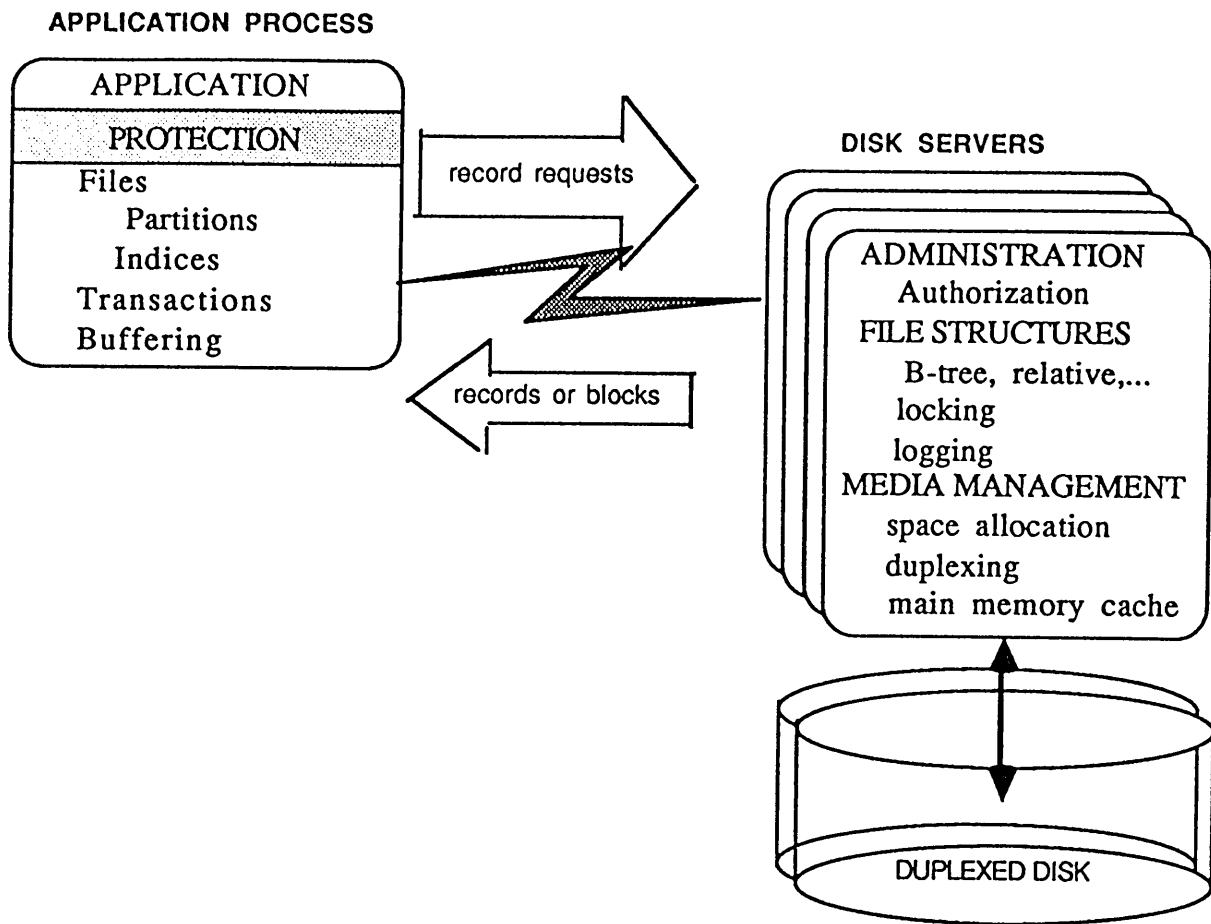 APPLICATION PROCESS
APPLICATION
PROTECTION
Files
Partitions
Indices
Transactions
Buffering
record requests
records or blocks
DISK SERVERS
ADMINISTRATION
Authorization
FILE STRUCTURES
B-tree, relative,...
locking
logging
MEDIA MANAGEMENT
space allocation
duplexing
main memory cache
DUPLEXED DISK